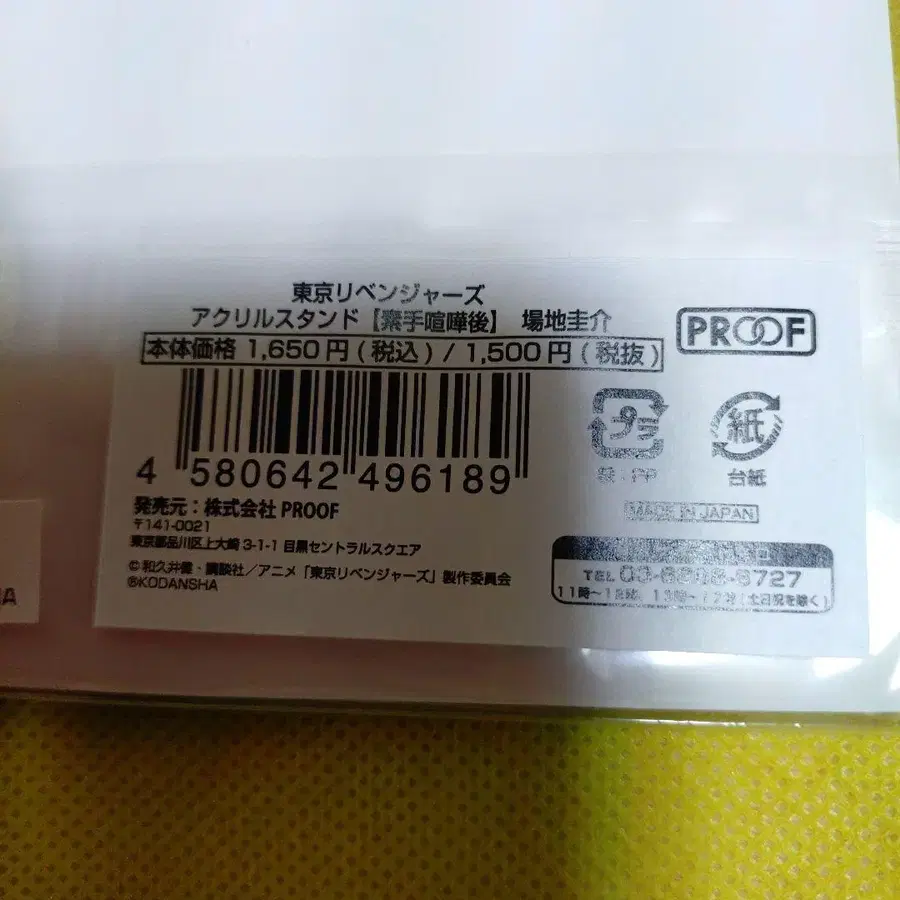 東京リベンジャーズ
アクリルスタンド【素手喧嘩後】 場地圭介
本体価格 1,650円(税込)/1,500円(税抜)
PROOF
4 580642 496189
プラ
紙
台紙
発売元:株式会社 PROOF
〒141-0021
東京都品川区上大崎 3-1-1 目黒セントラルスクエア
©和久井健・講談社/アニメ「東京リベンジャーズ」製作委員会
®KODANSHA
MADE IN JAPAN
TEL
(土日祝を除く)